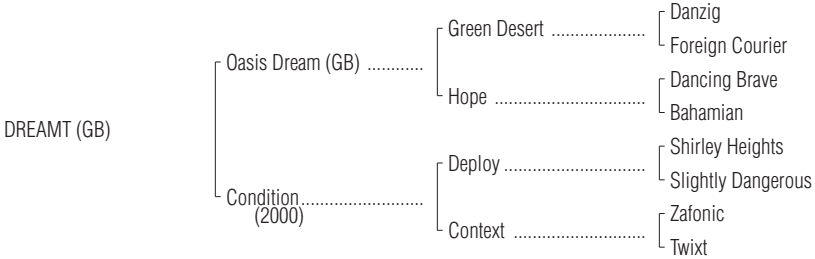 Danzig
Green Desert ....................
Foreign Courier
Oasis Dream (GB) ............
Dancing Brave
Hope ................................
Bahamian
DREAMT (GB)
Shirley Heights
Deploy ..............................
Slightly Dangerous
Condition..........................
(2000)
Zafonic
Context ............................
Twixt